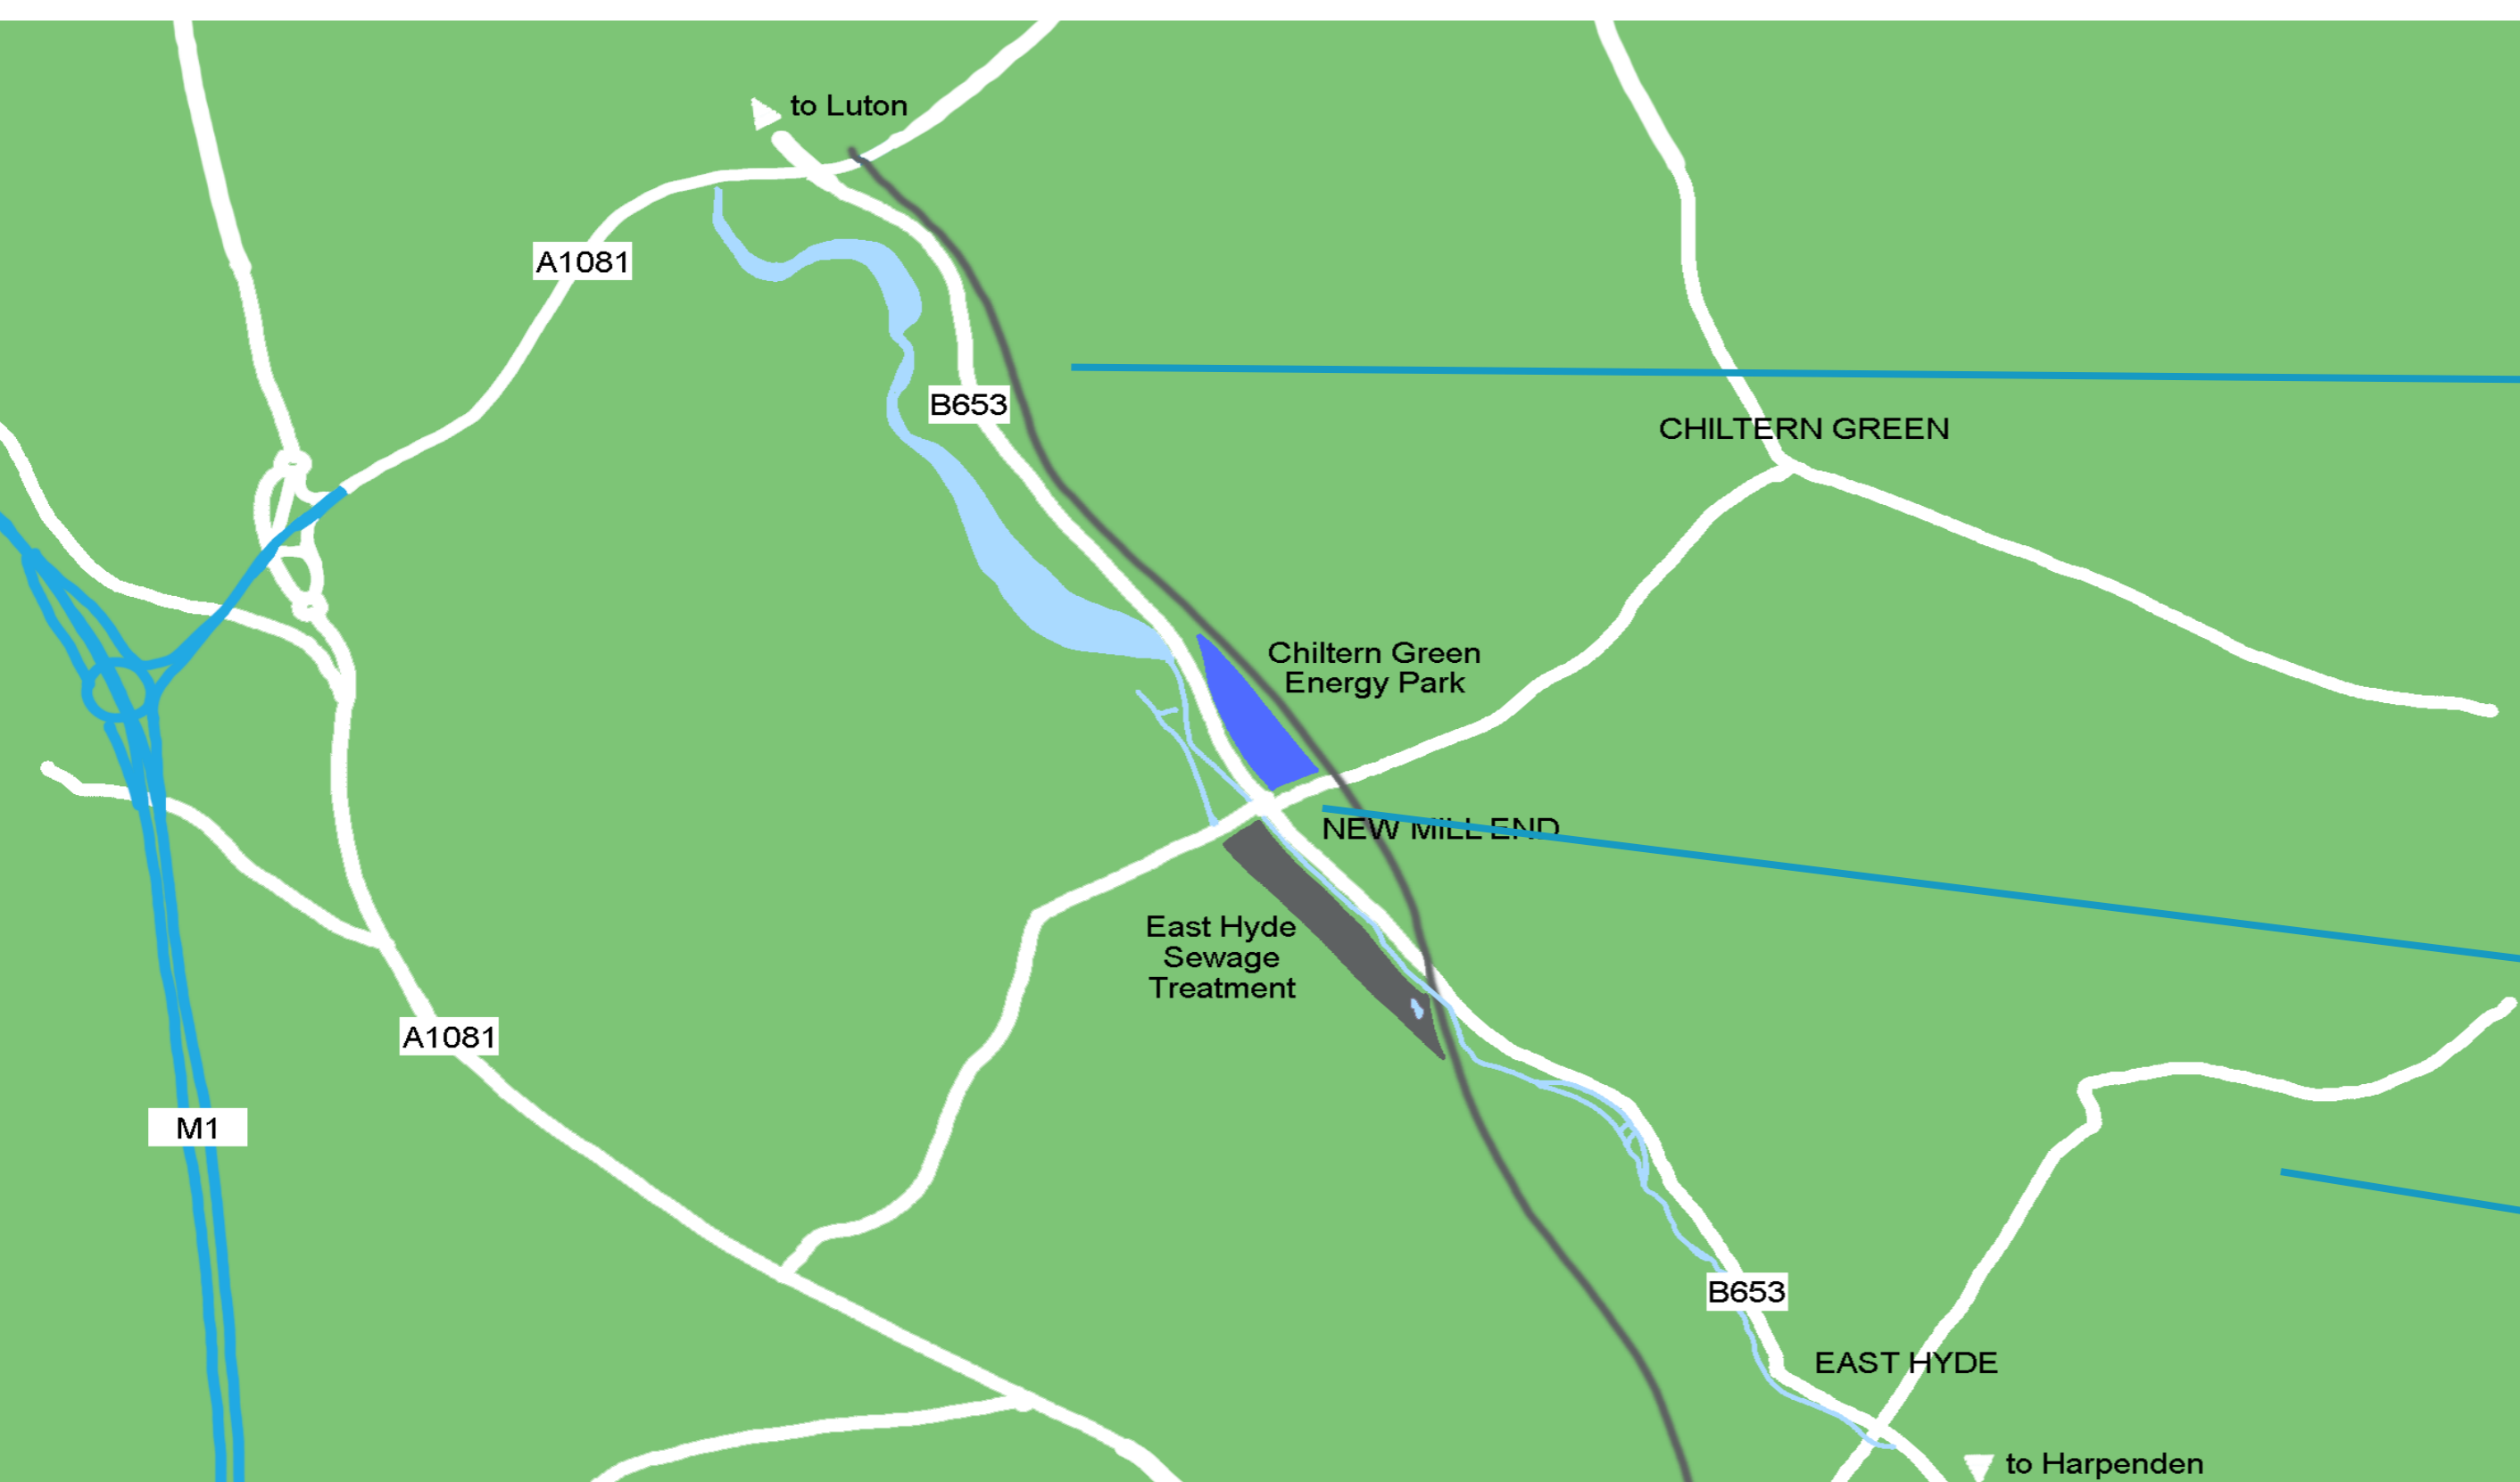 to Luton
A1081
B653
CHILTERN GREEN
Chiltern Green
Energy Park
NEW MILL END
East Hyde
Sewage
Treatment
A1081
M1
B653
EAST HYDE
to Harpenden